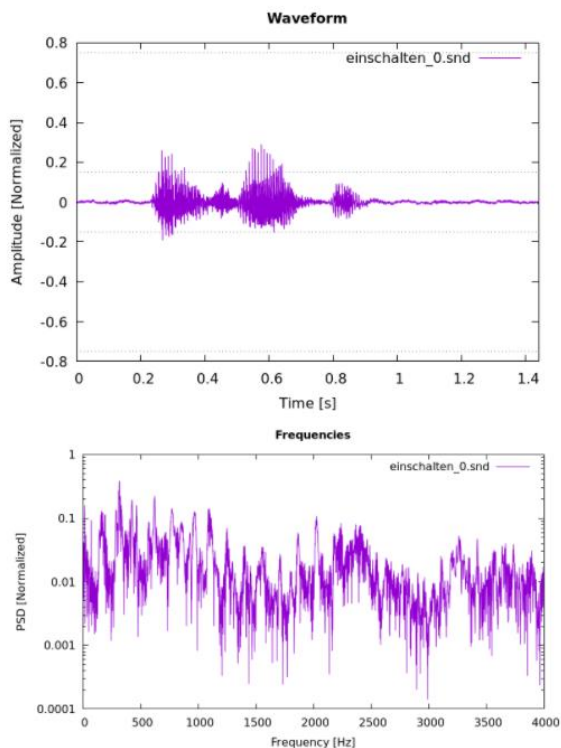 Waveform
einschalten_0.snd
0.8
0.6
0.4
0.2
0
-0.2
-0.4
-0.6
-0.8
Amplitude [Normalized]
0 0.2 0.4 0.6 0.8 1 1.2 1.4
Time [s]
Frequencies
einschalten_0.snd
1
0.1
0.01
0.001
0.0001
PSD [Normalized]
0 500 1000 1500 2000 2500 3000 3500 4000
Frequency [Hz]